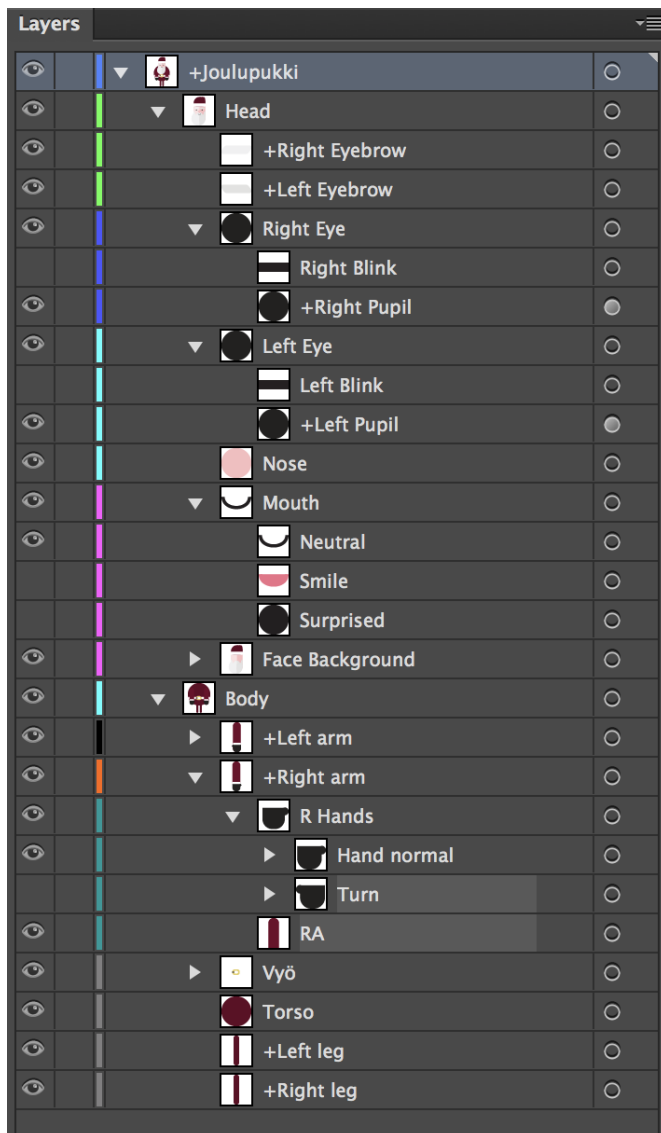 Layers
+Joulupukki
Head
+Right Eyebrow
+Left Eyebrow
Right Eye
Right Blink
+Right Pupil
Left Eye
Left Blink
+Left Pupil
Nose
Mouth
Neutral
Smile
Surprised
Face Background
Body
+Left arm
+Right arm
R Hands
Hand normal
Turn
RA
Vyö
Torso
+Left leg
+Right leg